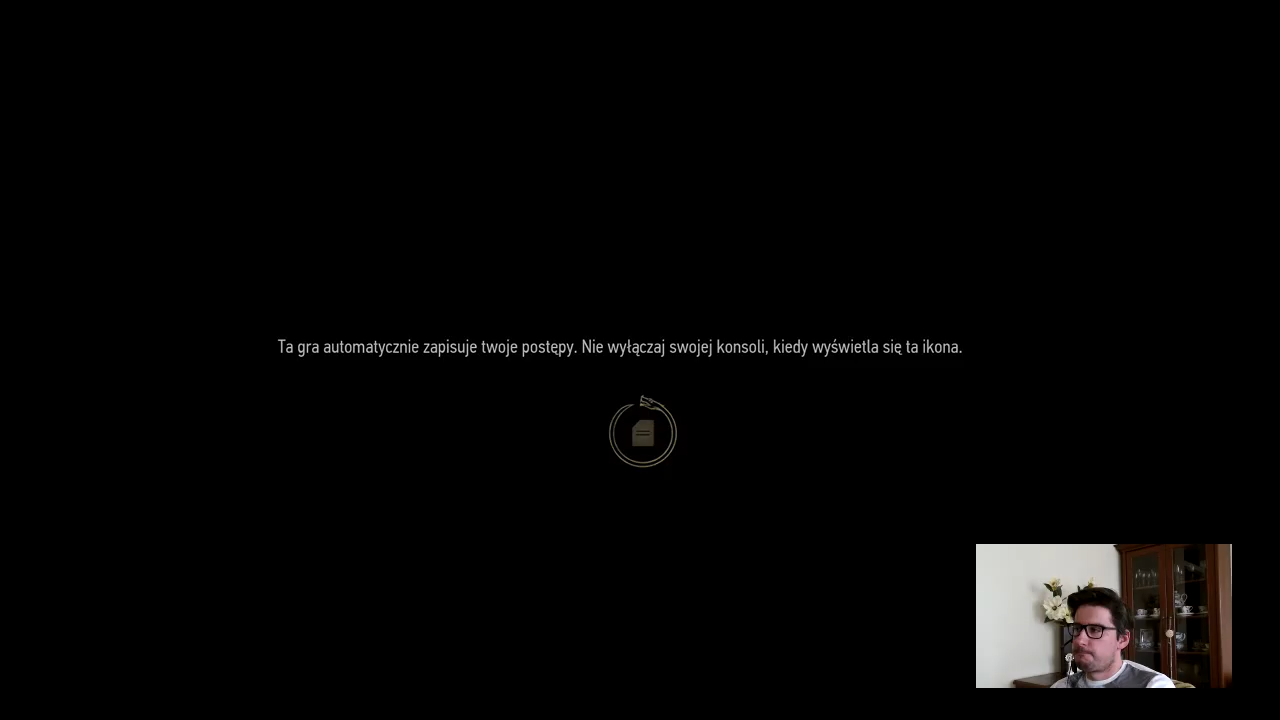 Ta gra automatycznie zapisuje twoje postępy. Nie wyłączaj swojej konsoli, kiedy wyświetla się ta ikona.